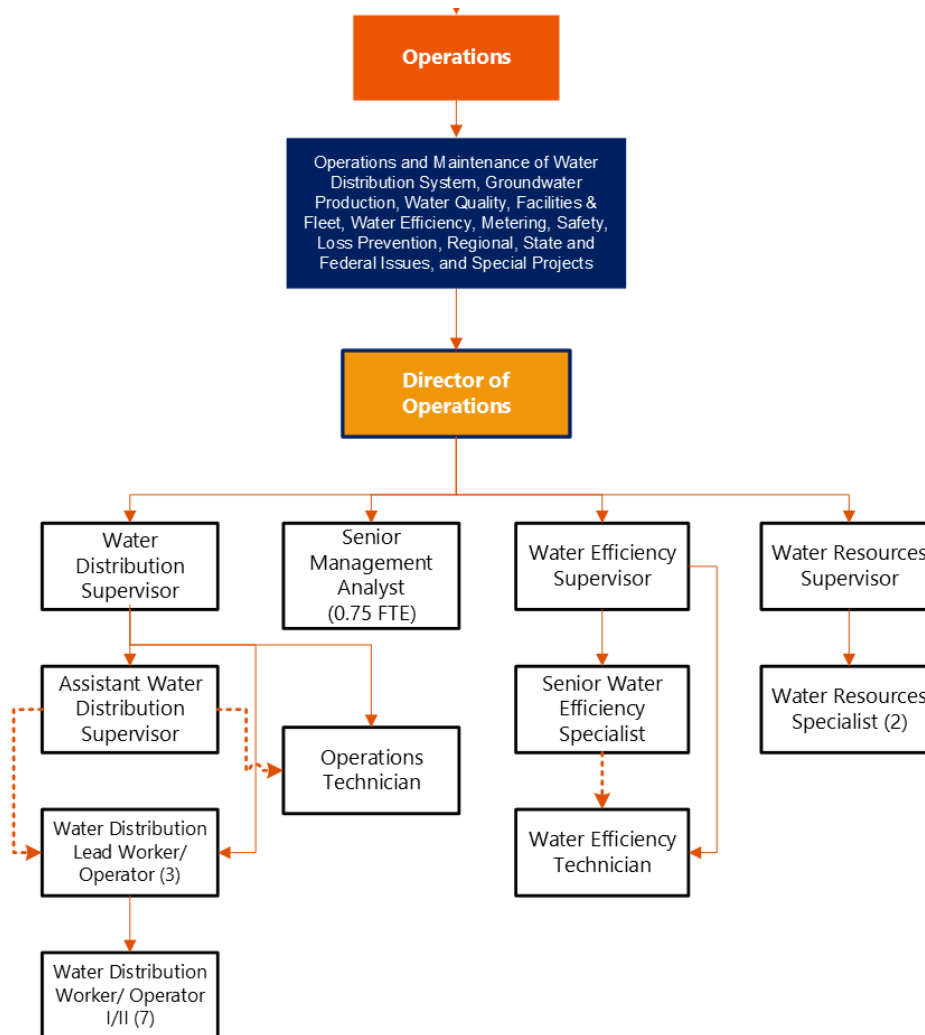 Operations
Operations and Maintenance of Water
Distribution System, Groundwater
Production, Water Quality, Facilities &
Fleet, Water Efficiency, Metering, Safety,
Loss Prevention, Regional, State and
Federal Issues, and Special Projects
Director of
Operations
Water
Distribution
Supervisor
Senior
Management
Analyst
(0.75 FTE)
Water Efficiency
Supervisor
Water Resources
Supervisor
Assistant Water
Distribution
Supervisor
Operations
Technician
Senior Water
Efficiency
Specialist
Water Resources
Specialist (2)
Water Distribution
Lead Worker/
Operator (3)
Water Efficiency
Technician
Water Distribution
Worker/ Operator
I/II (7)